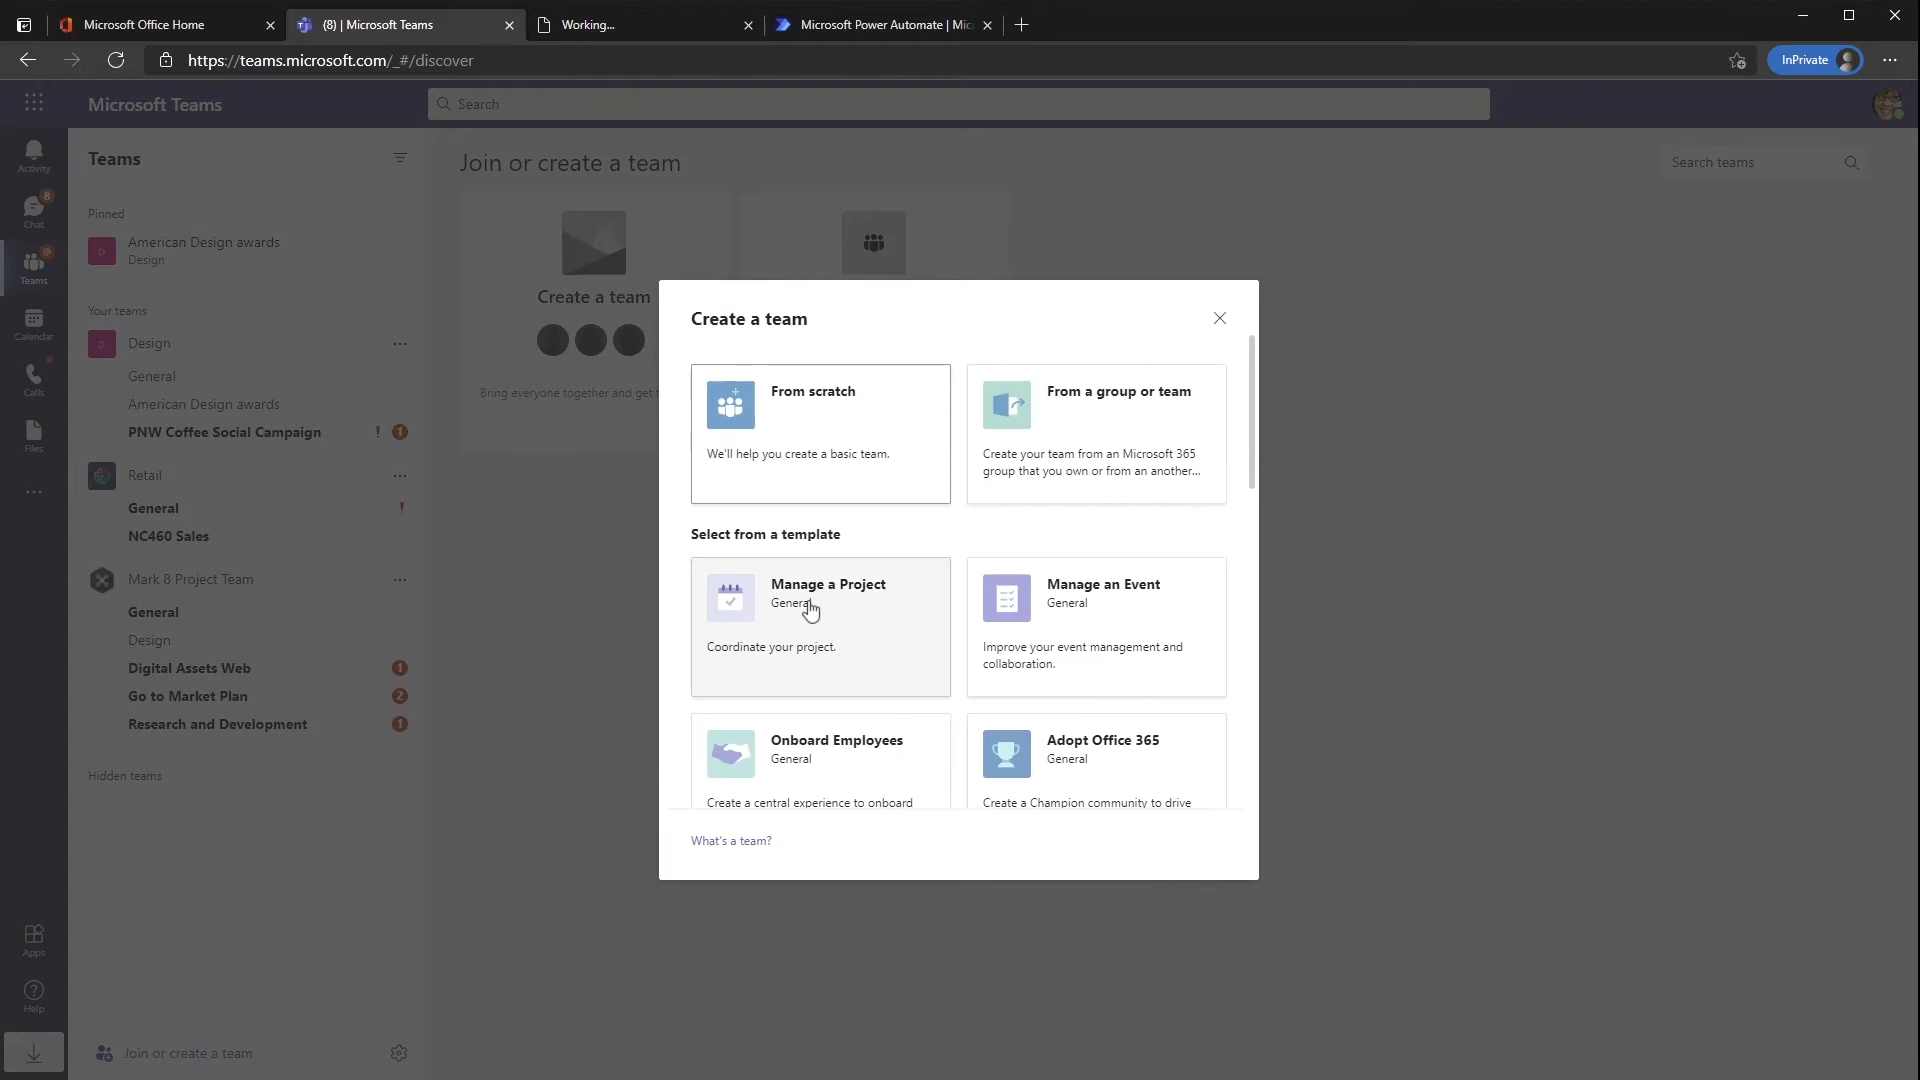 Microsoft Office Home
(8) | Microsoft Teams
Working...
Microsoft Power Automate | Mic
https://teams.microsoft.com/_#/discover
InPrivate
Microsoft Teams
Search
Activity
Chat
8
Teams
@
Calendar
Calls
Files
Apps
Help
Teams
Pinned
D
American Design awards
Design
Your teams
D
Design
General
American Design awards
PNW Coffee Social Campaign
! 1
Retail
General
!
NC460 Sales
Mark 8 Project Team
General
Design
Digital Assets Web
1
Go to Market Plan
2
Research and Development
1
Hidden teams
Join or create a team
Join or create a team
Search teams
Create a team
Bring everyone together and get t
Create a team
From scratch
We'll help you create a basic team.
From a group or team
Create your team from an Microsoft 365
group that you own or from an another...
Select from a template
Manage a Project
General
Coordinate your project.
Manage an Event
General
Improve your event management and
collaboration.
Onboard Employees
General
Create a central experience to onboard
Adopt Office 365
General
Create a Champion community to drive
What's a team?